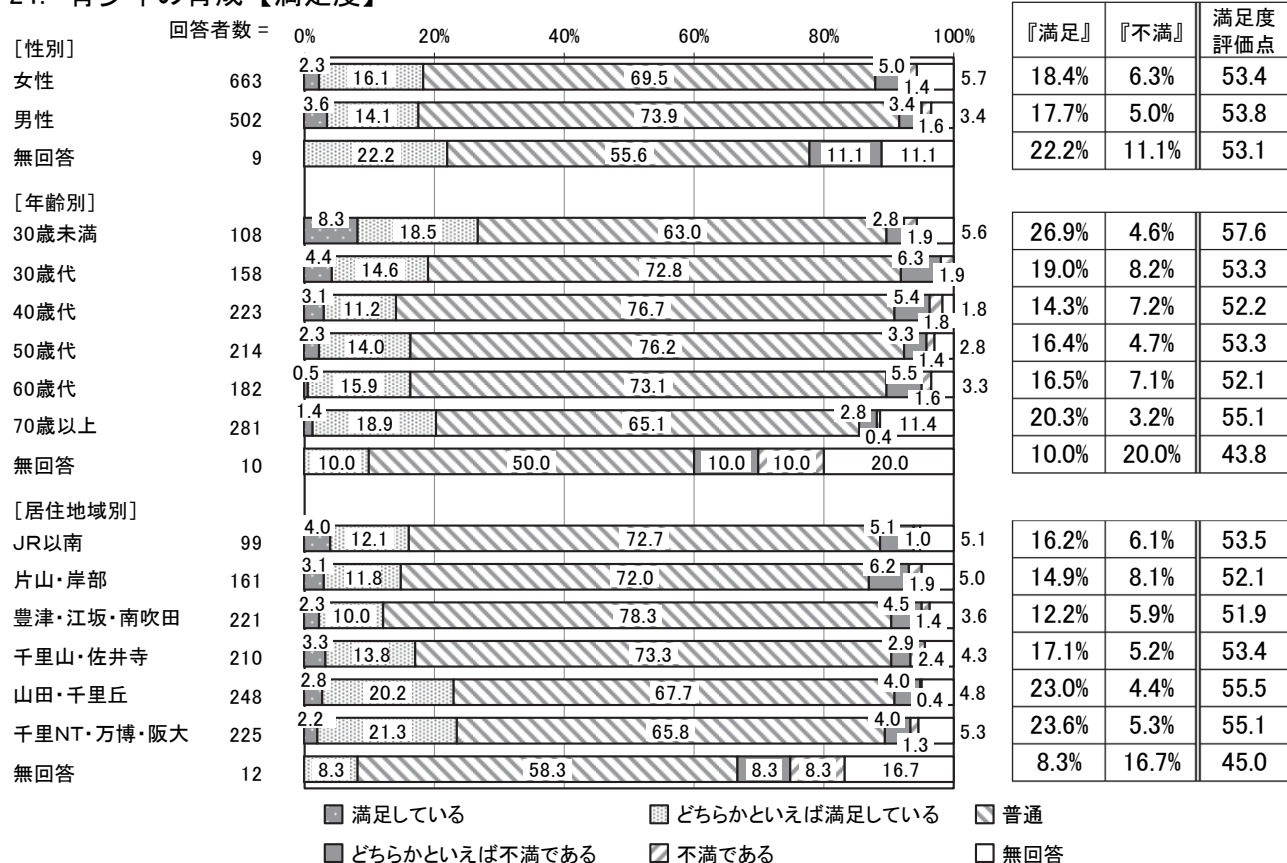 24. 青少年の育成【満足度】
回答者数 = 0% 20% 40% 60% 80% 100% 『満足』 『不満』 満足度評価点
[性別]
女性 663 2.3 16.1 69.5 5.0 1.4 5.7 18.4% 6.3% 53.4
男性 502 3.6 14.1 73.9 3.4 1.6 3.4 17.7% 5.0% 53.8
無回答 9 22.2 55.6 11.1 11.1 22.2% 11.1% 53.1
[年齢別]
30歳未満 108 8.3 18.5 63.0 2.8 1.9 5.6 26.9% 4.6% 57.6
30歳代 158 4.4 14.6 72.8 6.3 1.9 19.0% 8.2% 53.3
40歳代 223 3.1 11.2 76.7 5.4 1.8 1.8 14.3% 7.2% 52.2
50歳代 214 2.3 14.0 76.2 3.3 1.4 2.8 16.4% 4.7% 53.3
60歳代 182 0.5 15.9 73.1 5.5 1.6 3.3 16.5% 7.1% 52.1
70歳以上 281 1.4 18.9 65.1 2.8 0.4 11.4 20.3% 3.2% 55.1
無回答 10 10.0 50.0 10.0 10.0 20.0 10.0% 20.0% 43.8
[居住地域別]
JR以南 99 4.0 12.1 72.7 5.1 1.0 5.1 16.2% 6.1% 53.5
片山・岸部 161 3.1 11.8 72.0 6.2 1.9 5.0 14.9% 8.1% 52.1
豊津・江坂・南吹田 221 2.3 10.0 78.3 4.5 1.4 3.6 12.2% 5.9% 51.9
千里山・佐井寺 210 3.3 13.8 73.3 2.9 2.4 4.3 17.1% 5.2% 53.4
山田・千里丘 248 2.8 20.2 67.7 4.0 0.4 4.8 23.0% 4.4% 55.5
千里NT・万博・阪大 225 2.2 21.3 65.8 4.0 1.3 5.3 23.6% 5.3% 55.1
無回答 12 8.3 58.3 8.3 8.3 16.7 8.3% 16.7% 45.0
満足している どちらかといえば満足している 普通
どちらかといえば不満である 不満である 無回答